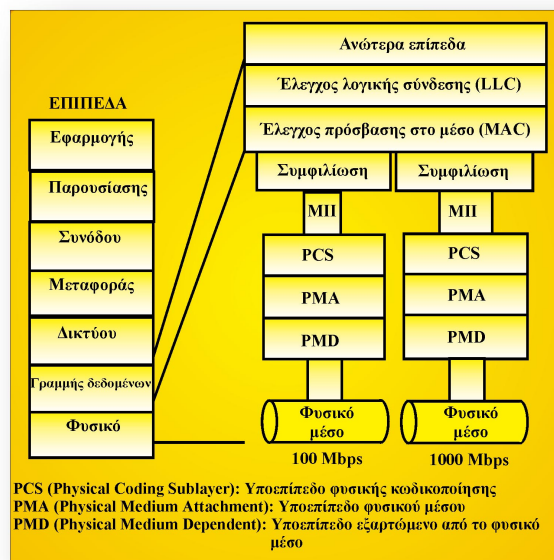 ΕΠΙΠΕΔΑ
Εφαρμογής
Παρουσίασης
Συνόδου
Μεταφοράς
Δικτύου
Γραμμής δεδομένων
Φυσικό
Ανώτερα επίπεδα
Έλεγχος λογικής σύνδεσης (LLC)
Έλεγχος πρόσβασης στο μέσο (MAC)
Συμφιλίωση
MII
PCS
PMA
PMD
Φυσικό
μέσο
100 Mbps
Συμφιλίωση
MII
PCS
PMA
PMD
Φυσικό
μέσο
1000 Mbps
PCS (Physical Coding Sublayer): Υποεπίπεδο φυσικής κωδικοποίησης
PMA (Physical Medium Attachment): Υποεπίπεδο φυσικού μέσου
PMD (Physical Medium Dependent): Υποεπίπεδο εξαρτώμενο από το φυσικό
μέσο